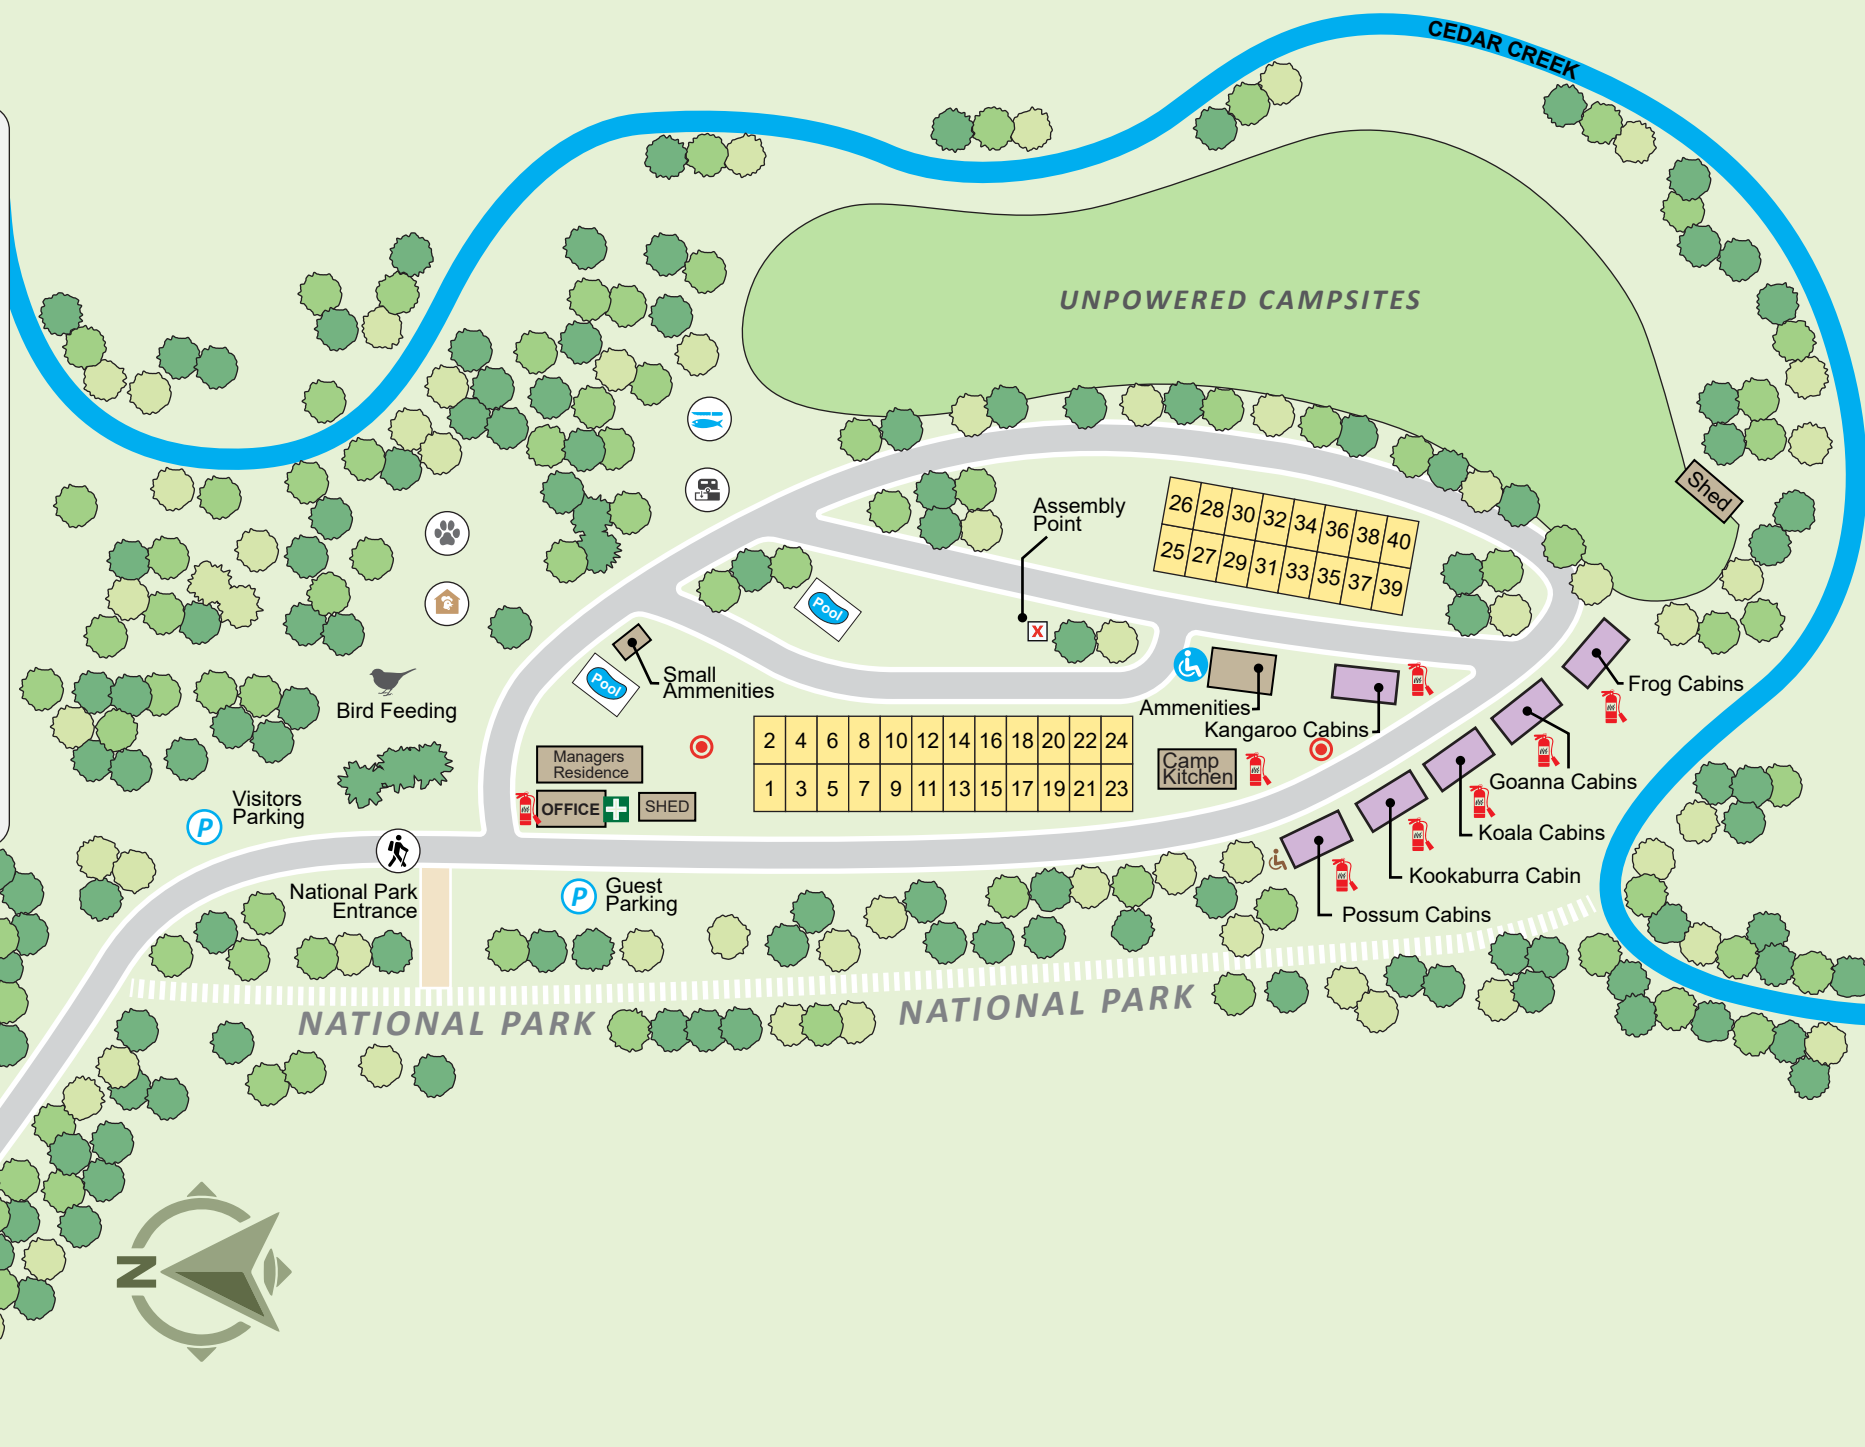 CEDAR CREEK
UNPOWERED CAMPSITES
Shed
Assembly
Point
26 28 30 32 34 36 38 40
25 27 29 31 33 35 37 39
Pool
X
Small
Ammenities
Pool
Bird Feeding
Frog Cabins
Ammenities
Kangaroo Cabins
2 4 6 8 10 12 14 16 18 20 22 24
1 3 5 7 9 11 13 15 17 19 21 23
Managers
Residence
Camp
Kitchen
Goanna Cabins
OFFICE
SHED
Visitors
Parking
P
Koala Cabins
Kookaburra Cabin
National Park
Entrance
P
Guest
Parking
Possum Cabins
NATIONAL PARK
NATIONAL PARK
N